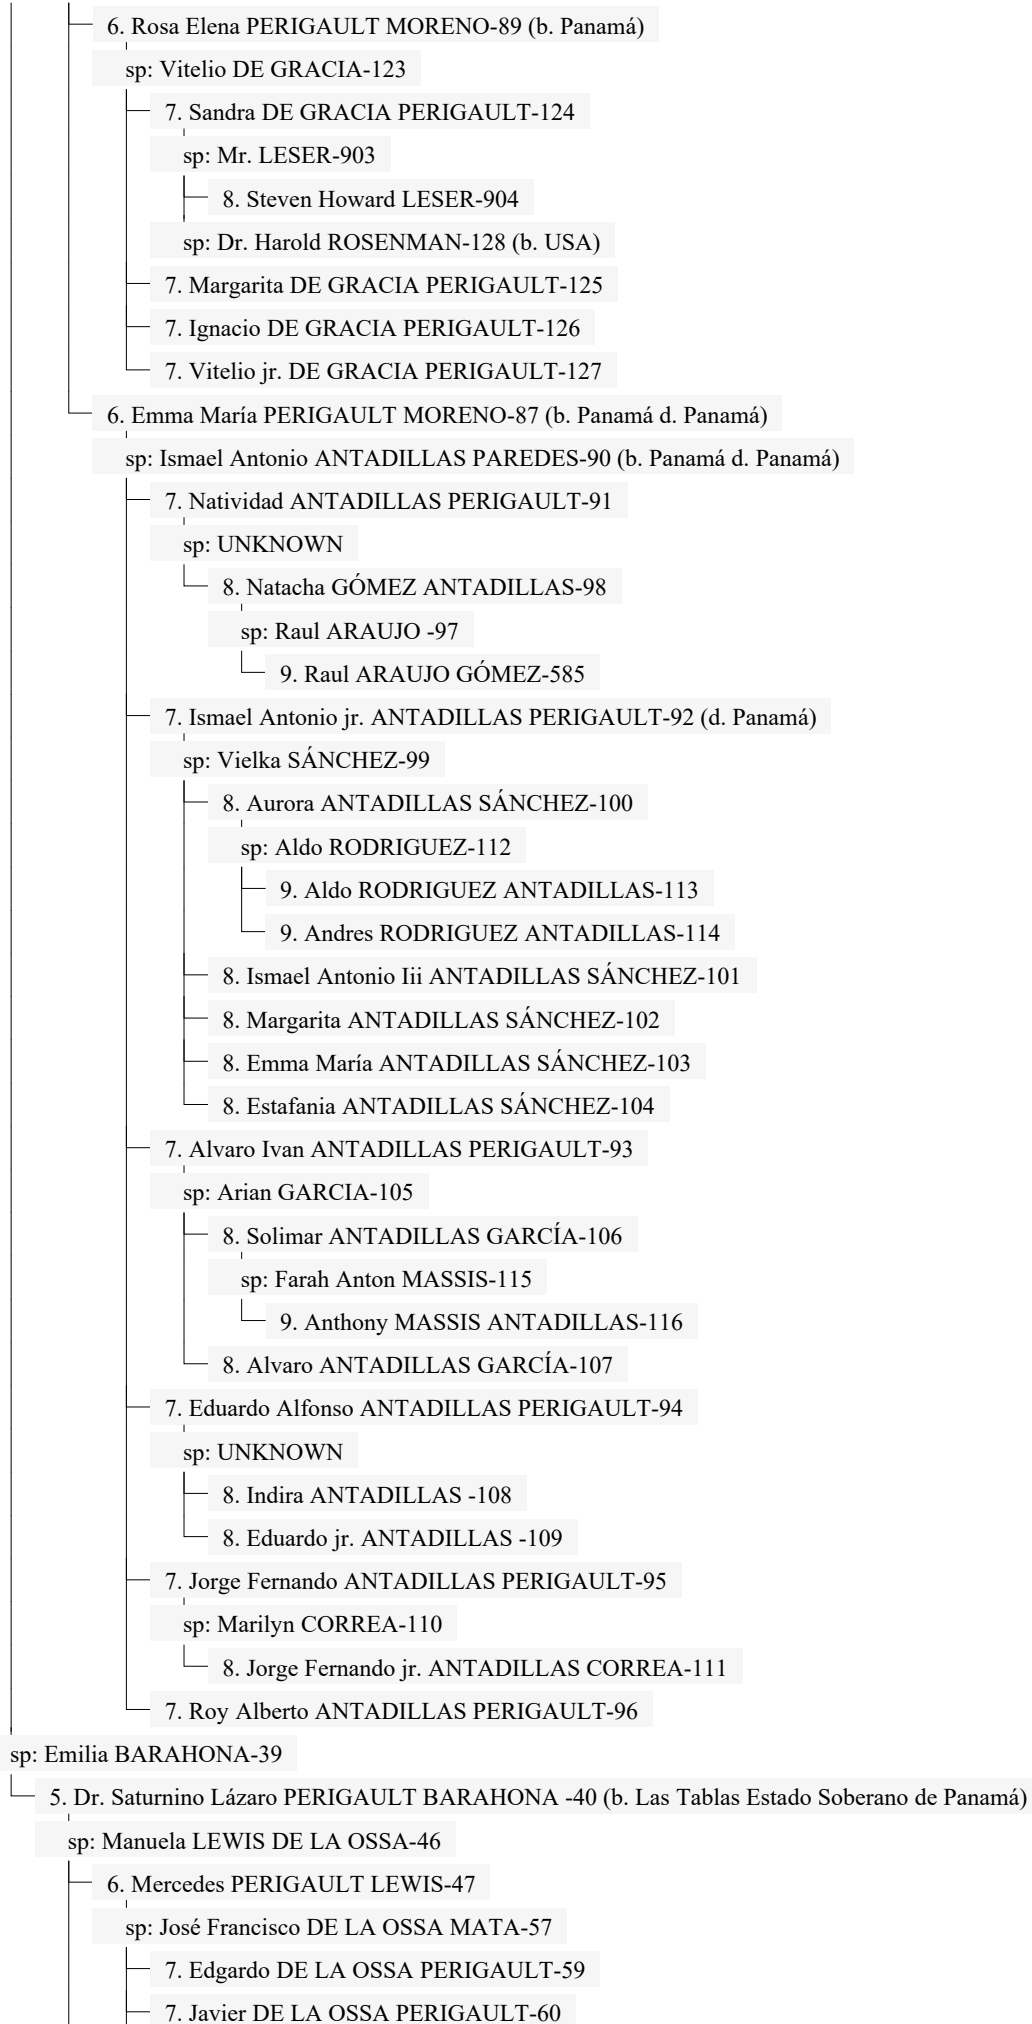 6. Rosa Elena PERIGAULT MORENO-89 (b. Panamá)
sp: Vitelio DE GRACIA-123
7. Sandra DE GRACIA PERIGAULT-124
sp: Mr. LESER-903
8. Steven Howard LESER-904
sp: Dr. Harold ROSENMAN-128 (b. USA)
7. Margarita DE GRACIA PERIGAULT-125
7. Ignacio DE GRACIA PERIGAULT-126
7. Vitelio jr. DE GRACIA PERIGAULT-127
6. Emma María PERIGAULT MORENO-87 (b. Panamá d. Panamá)
sp: Ismael Antonio ANTADILLAS PAREDES-90 (b. Panamá d. Panamá)
7. Natividad ANTADILLAS PERIGAULT-91
sp: UNKNOWN
8. Natacha GÓMEZ ANTADILLAS-98
sp: Raul ARAUJO -97
9. Raul ARAUJO GÓMEZ-585
7. Ismael Antonio jr. ANTADILLAS PERIGAULT-92 (d. Panamá)
sp: Vielka SÁNCHEZ-99
8. Aurora ANTADILLAS SÁNCHEZ-100
sp: Aldo RODRIGUEZ-112
9. Aldo RODRIGUEZ ANTADILLAS-113
9. Andres RODRIGUEZ ANTADILLAS-114
8. Ismael Antonio Iii ANTADILLAS SÁNCHEZ-101
8. Margarita ANTADILLAS SÁNCHEZ-102
8. Emma María ANTADILLAS SÁNCHEZ-103
8. Estafania ANTADILLAS SÁNCHEZ-104
7. Alvaro Ivan ANTADILLAS PERIGAULT-93
sp: Arian GARCIA-105
8. Solimar ANTADILLAS GARCÍA-106
sp: Farah Anton MASSIS-115
9. Anthony MASSIS ANTADILLAS-116
8. Alvaro ANTADILLAS GARCÍA-107
7. Eduardo Alfonso ANTADILLAS PERIGAULT-94
sp: UNKNOWN
8. Indira ANTADILLAS -108
8. Eduardo jr. ANTADILLAS -109
7. Jorge Fernando ANTADILLAS PERIGAULT-95
sp: Marilyn CORREA-110
8. Jorge Fernando jr. ANTADILLAS CORREA-111
7. Roy Alberto ANTADILLAS PERIGAULT-96
sp: Emilia BARAHONA-39
5. Dr. Saturnino Lázaro PERIGAULT BARAHONA -40 (b. Las Tablas Estado Soberano de Panamá)
sp: Manuela LEWIS DE LA OSSA-46
6. Mercedes PERIGAULT LEWIS-47
sp: José Francisco DE LA OSSA MATA-57
7. Edgardo DE LA OSSA PERIGAULT-59
7. Javier DE LA OSSA PERIGAULT-60